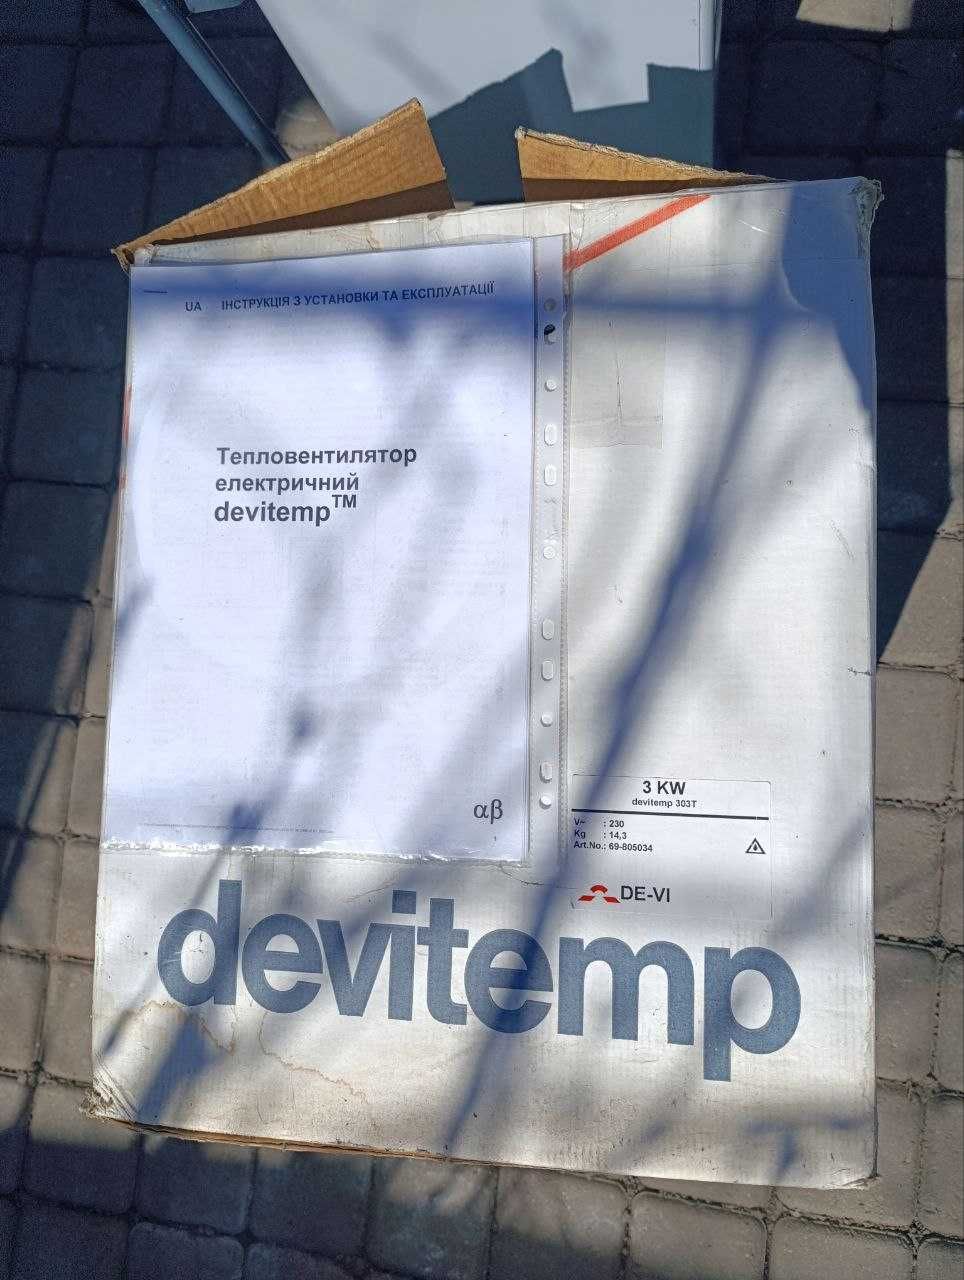 UA ІНСТРУКЦІЯ З УСТАНОВКИ ТА ЕКСПЛУАТАЦІЇ
Тепловентилятор
електричний
devitemp™
αβ
3 KW
devitemp 303T
V~ : 230
Kg : 14,3
Art.No.: 69-805034
DE-VI
devitemp